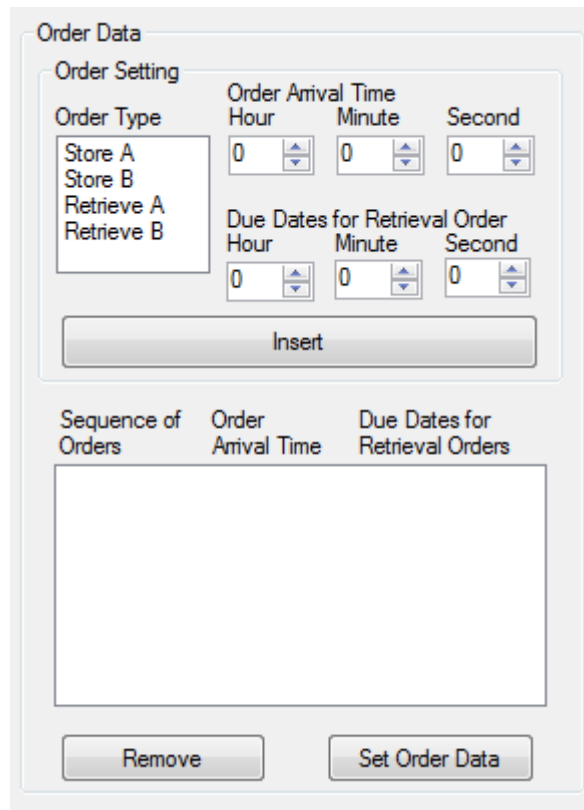 Order Data
Order Setting
Order Type
Store A
Store B
Retrieve A
Retrieve B
Order Arrival Time
Hour Minute Second
0 0 0
Due Dates for Retrieval Order
Hour Minute Second
0 0 0
Insert
Sequence of Orders
Order Arrival Time
Due Dates for Retrieval Orders
Remove
Set Order Data